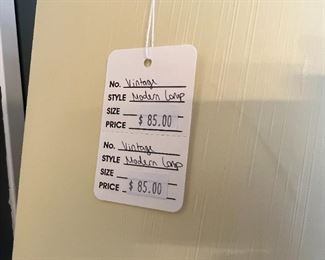 No. Vintage
STYLE Modern Lamp
SIZE
PRICE $ 85.00
No. Vintage
STYLE Modern Lamp
SIZE
PRICE $ 85.00